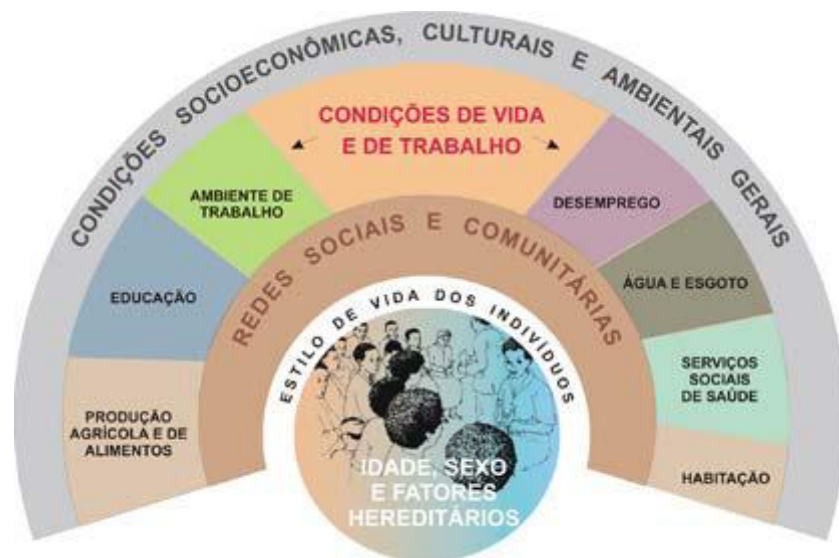 CONDIÇÕES SOCIOECONÔMICAS, CULTURAIS E AMBIENTAIS GERAIS
CONDIÇÕES DE VIDA
E DE TRABALHO
AMBIENTE DE
TRABALHO
DESEMPREGO
EDUCAÇÃO
ÁGUA E ESGOTO
PRODUÇÃO
AGRÍCOLA E DE
ALIMENTOS
SERVIÇOS
SOCIAIS
DE SAÚDE
HABITAÇÃO
REDES SOCIAIS E COMUNITÁRIAS
ESTILO DE VIDA DOS INDIVÍDUOS
IDADE, SEXO
E FATORES
HEREDITÁRIOS